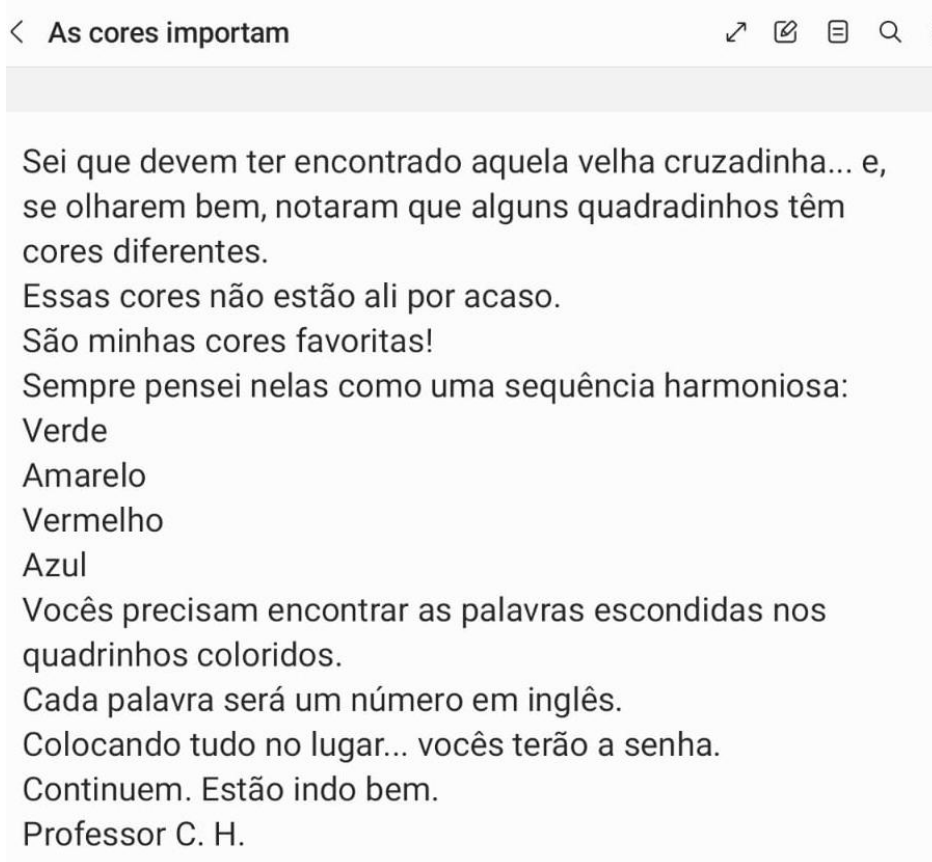 As cores importam
Sei que devem ter encontrado aquela velha cruzadinha... e,
se olharem bem, notaram que alguns quadradinhos têm
cores diferentes.
Essas cores não estão ali por acaso.
São minhas cores favoritas!
Sempre pensei nelas como uma sequência harmoniosa:
Verde
Amarelo
Vermelho
Azul
Vocês precisam encontrar as palavras escondidas nos
quadrinhos coloridos.
Cada palavra será um número em inglês.
Colocando tudo no lugar... vocês terão a senha.
Continuem. Estão indo bem.
Professor C. H.